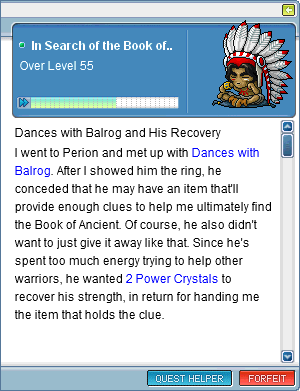 In Search of the Book of..
Over Level 55
Dances with Balrog and His Recovery
I went to Perion and met up with Dances with
Balrog. After I showed him the ring, he
conceded that he may have an item that'll
provide enough clues to help me ultimately find
the Book of Ancient. Of course, he also didn't
want to just give it away like that. Since he's
spent too much energy trying to help other
warriors, he wanted 2 Power Crystals to
recover his strength, in return for handing me
the item that holds the clue.
QUEST HELPER FORFEIT